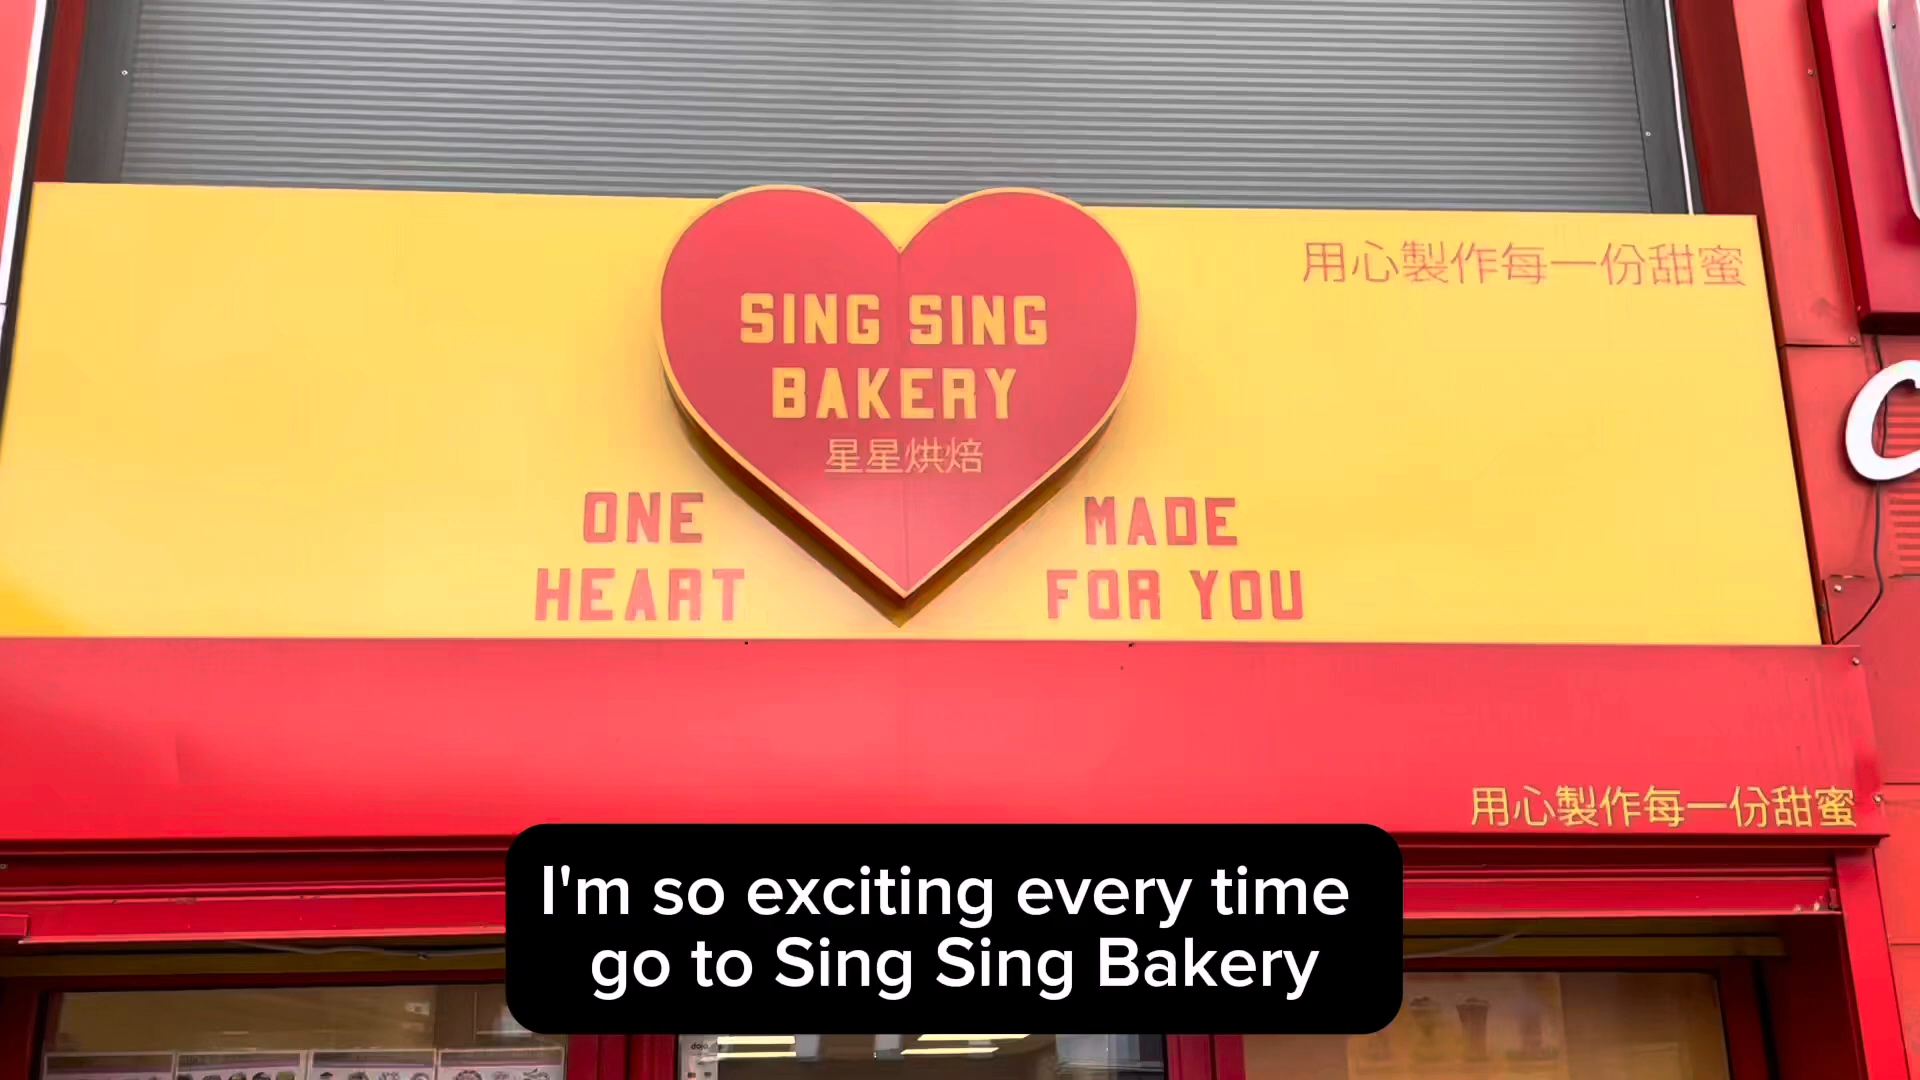 用心製作每一份甜蜜
SING SING
BAKERY
星星烘焙
ONE
HEART
MADE
FOR YOU
用心製作每一份甜蜜
I'm so exciting every time
go to Sing Sing Bakery
dojo